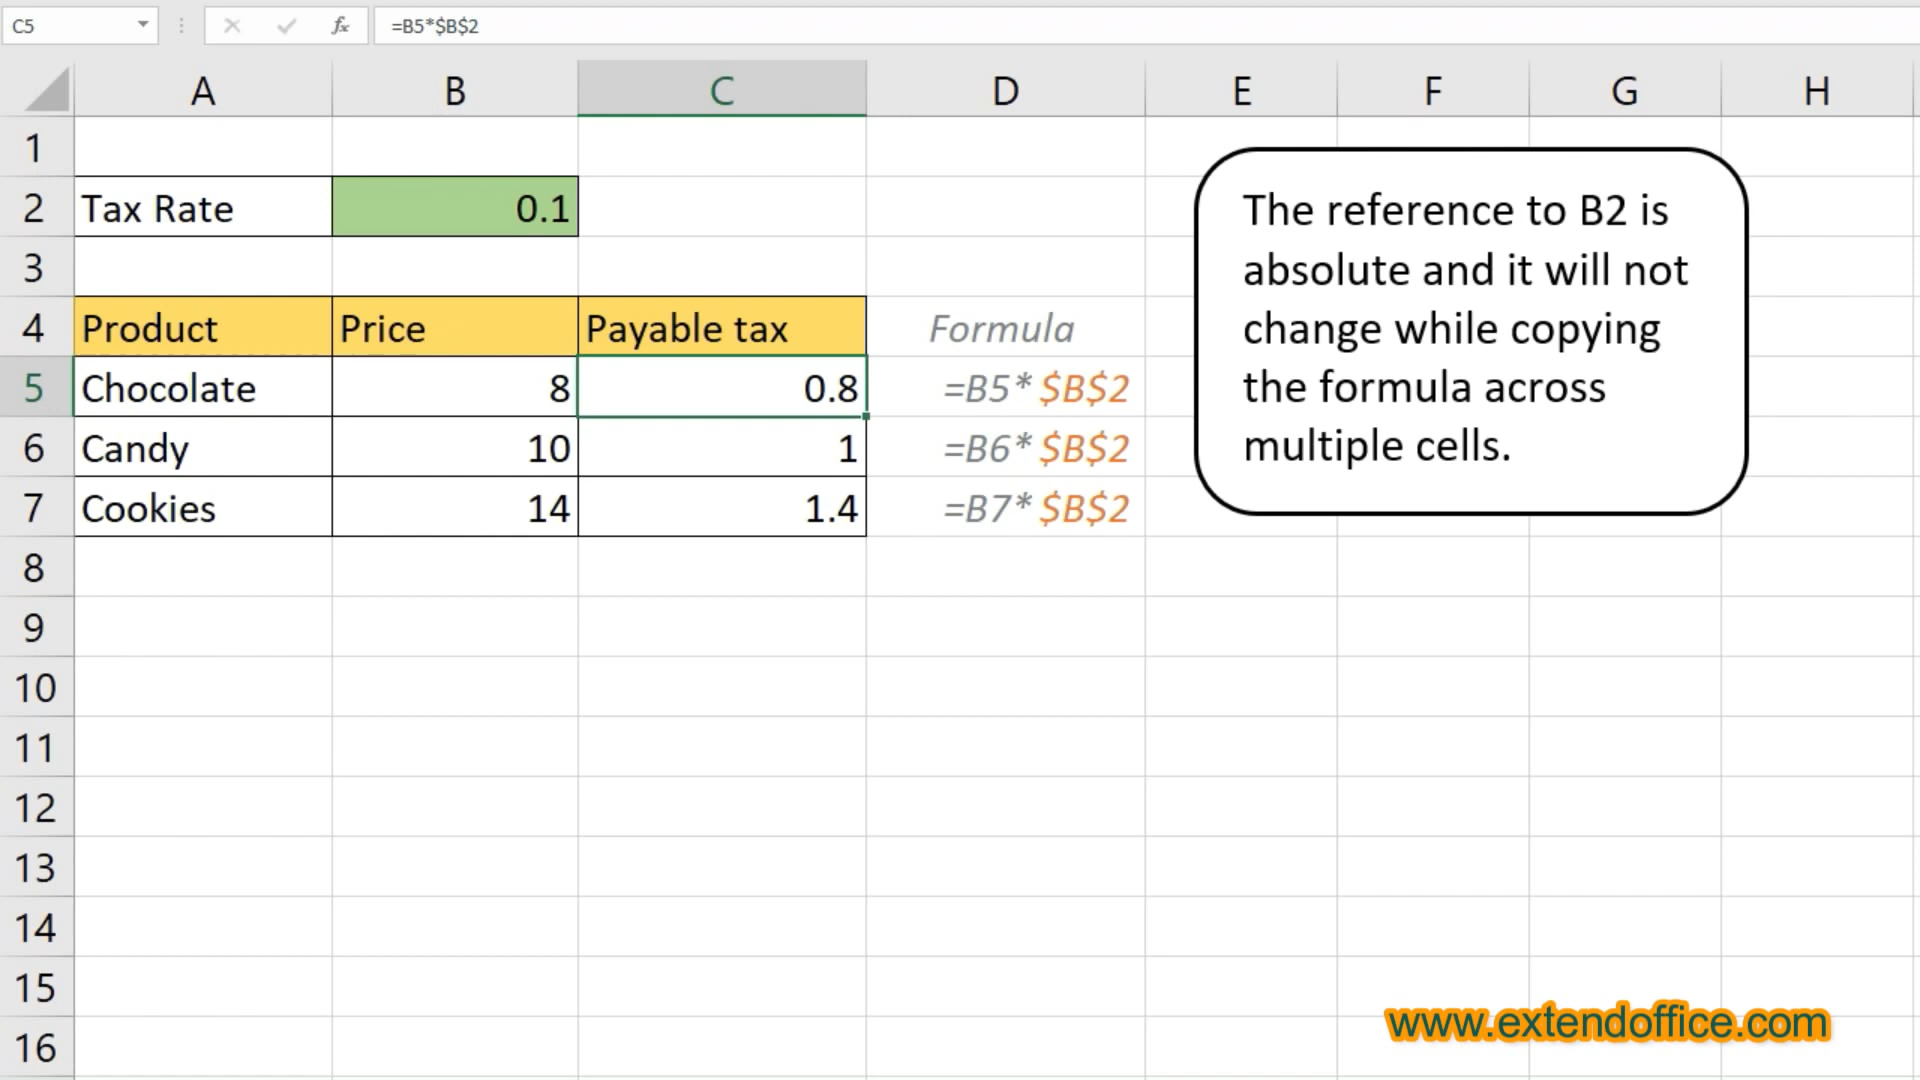 C5 fx =B5*$B$2
A B C D E F G H
1
2 Tax Rate 0.1
3
4 Product Price Payable tax Formula
5 Chocolate 8 0.8 =B5* $B$2
6 Candy 10 1 =B6* $B$2
7 Cookies 14 1.4 =B7* $B$2
8
9
10
11
12
13
14
15
16
The reference to B2 is
absolute and it will not
change while copying
the formula across
multiple cells.
www.extendoffice.com